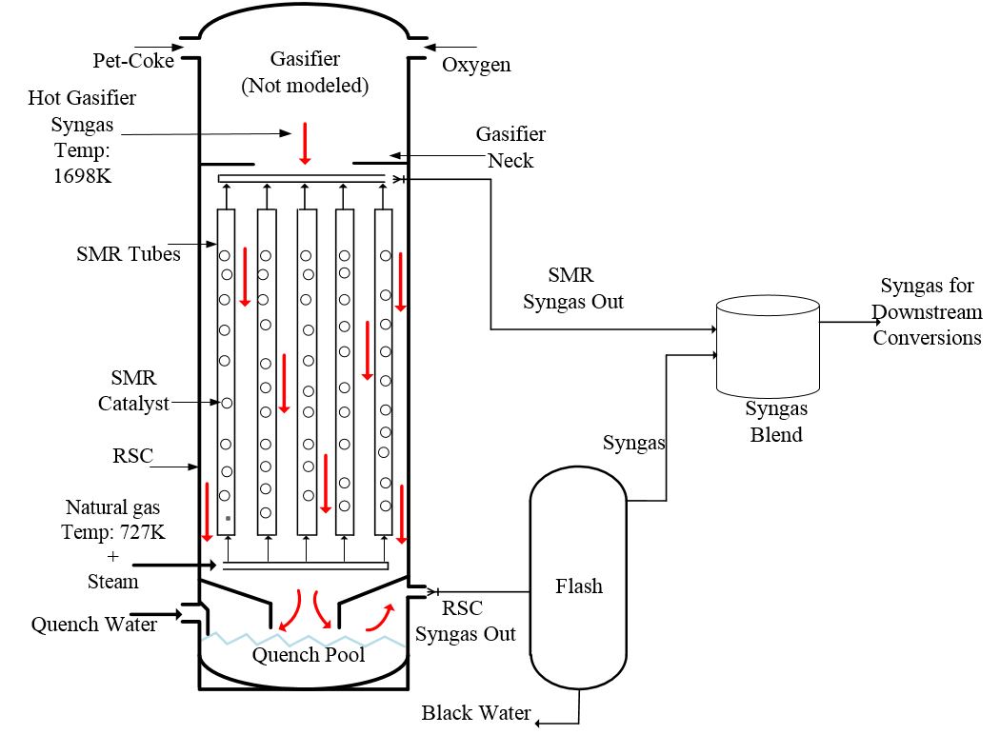 Pet-Coke
Gasifier
(Not modeled)
Oxygen
Hot Gasifier
Syngas
Temp:
1698K
Gasifier
Neck
SMR Tubes
SMR
Syngas Out
Syngas for
Downstream
Conversions
SMR
Catalyst
Syngas
Blend
RSC
Syngas
Natural gas
Temp: 727K
+
Steam
Flash
Quench Water
RSC
Syngas Out
Quench Pool
Black Water